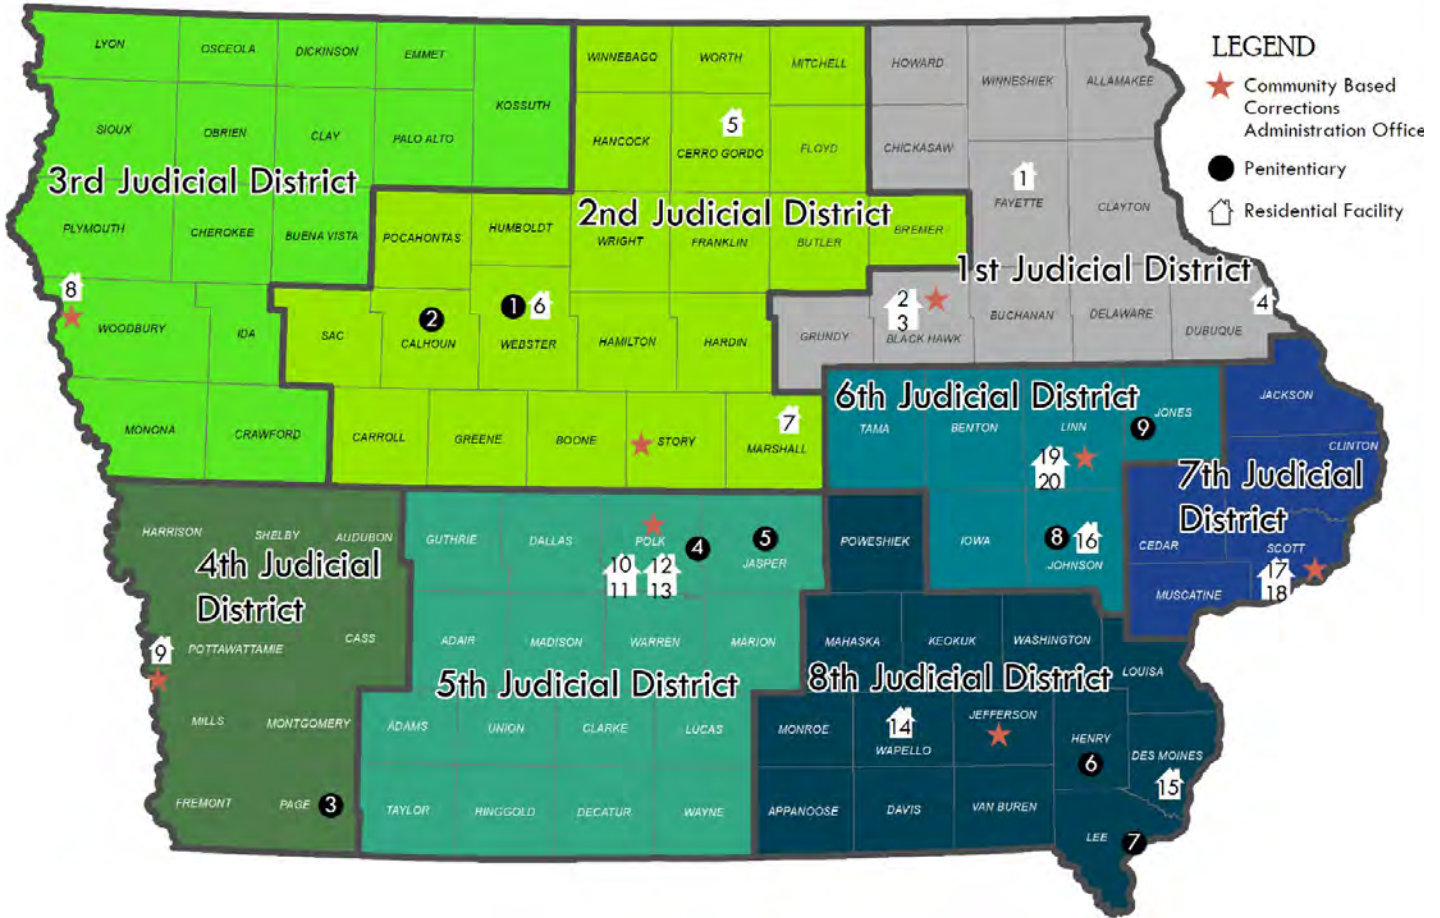 LYON
OSCEOLA
DICKINSON
EMMET
KOSSUTH
WINNEBAGO
WORTH
MITCHELL
HOWARD
WINNESHIEK
ALLAMAKEE
LEGEND
Community Based
Corrections
Administration Office
Penitentiary
Residential Facility
SIOUX
OBRIEN
CLAY
PALO ALTO
HANCOCK
5
CERRO GORDO
FLOYD
CHICKASAW
1
FAYETTE
CLAYTON
3rd Judicial District
2nd Judicial District
1st Judicial District
PLYMOUTH
CHEROKEE
BUENA VISTA
POCAHONTAS
HUMBOLDT
WRIGHT
FRANKLIN
BUTLER
BREMER
8
WOODBURY
IDA
SAC
2
CALHOUN
1
6
WEBSTER
HAMILTON
HARDIN
GRUNDY
2
3
BLACK HAWK
BUCHANAN
DELAWARE
4
DUBUQUE
MONONA
CRAWFORD
CARROLL
GREENE
BOONE
STORY
7
MARSHALL
6th Judicial District
TAMA
BENTON
LINN
19
20
JONES
9
JACKSON
CLINTON
7th Judicial
District
HARRISON
SHELBY
AUDUBON
4th Judicial
District
GUTHRIE
DALLAS
POLK
4
10
11
12
13
5
JASPER
POWESHIEK
IOWA
8
16
JOHNSON
CEDAR
SCOTT
17
18
MUSCATINE
CASS
9
POTTAWATTAMIE
ADAIR
MADISON
WARREN
MARION
MAHASKA
KEOKUK
WASHINGTON
LOUISA
5th Judicial District
8th Judicial District
MILLS
MONTGOMERY
ADAMS
UNION
CLARKE
LUCAS
MONROE
14
WAPELLO
JEFFERSON
HENRY
6
DES MOINES
15
FREMONT
PAGE
3
TAYLOR
RINGGOLD
DECATUR
WAYNE
APPANOOSE
DAVIS
VAN BUREN
LEE
7